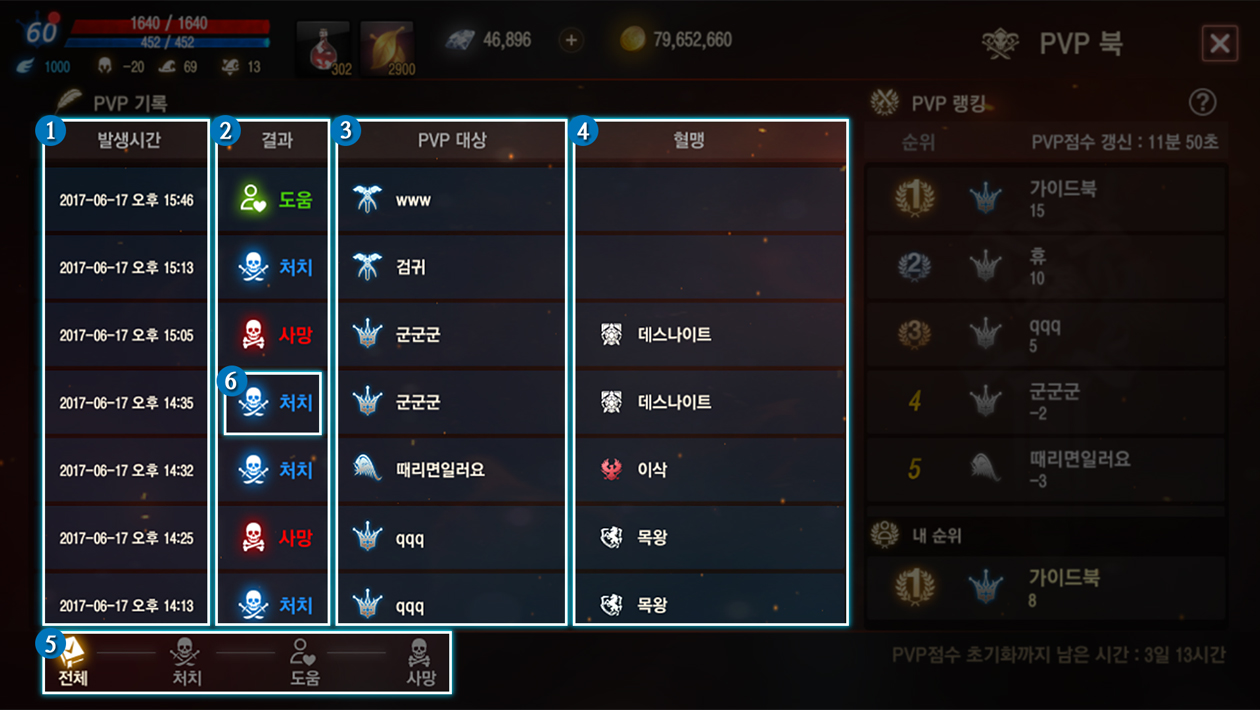 60
1640 / 1640
452 / 452
1000 -20 69 13
302
2900
46,896
79,652,660
PVP 북
PVP 기록
1 발생시간
2 결과
3 PVP 대상
4 혈맹
2017-06-17 오후 15:46 도움 www
2017-06-17 오후 15:13 처치 검귀
2017-06-17 오후 15:05 사망 군군군 데스나이트
6
2017-06-17 오후 14:35 처치 군군군 데스나이트
2017-06-17 오후 14:32 처치 때리면일러요 이삭
2017-06-17 오후 14:25 사망 qqq 목왕
2017-06-17 오후 14:13 처치 qqq 목왕
5
전체 처치 도움 사망
PVP 랭킹 ?
순위 PVP점수 갱신 : 11분 50초
1 가이드북
15
2 휴
10
3 qqq
5
4 군군군
-2
5 때리면일러요
-3
내 순위
1 가이드북
8
PVP점수 초기화까지 남은 시간 : 3일 13시간